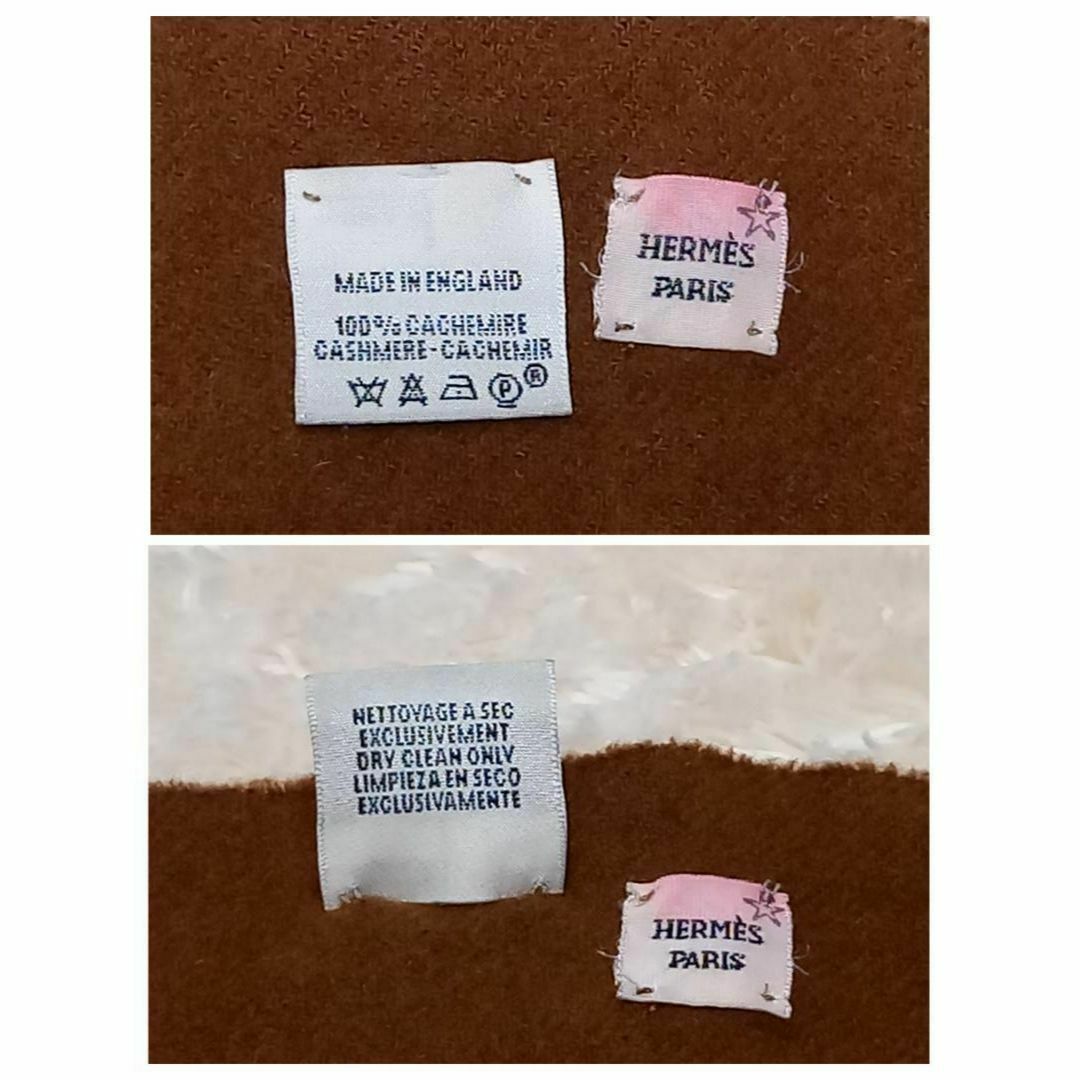 MADE IN ENGLAND
100% CACHEMIRE
CASHMERE-CACHEMIR
P ®
HERMÈS
PARIS
NETTOYAGE A SEC
EXCLUSIVEMENT
DRY CLEAN ONLY
LIMPIEZA EN SECO
EXCLUSIVAMENTE
HERMÈS
PARIS